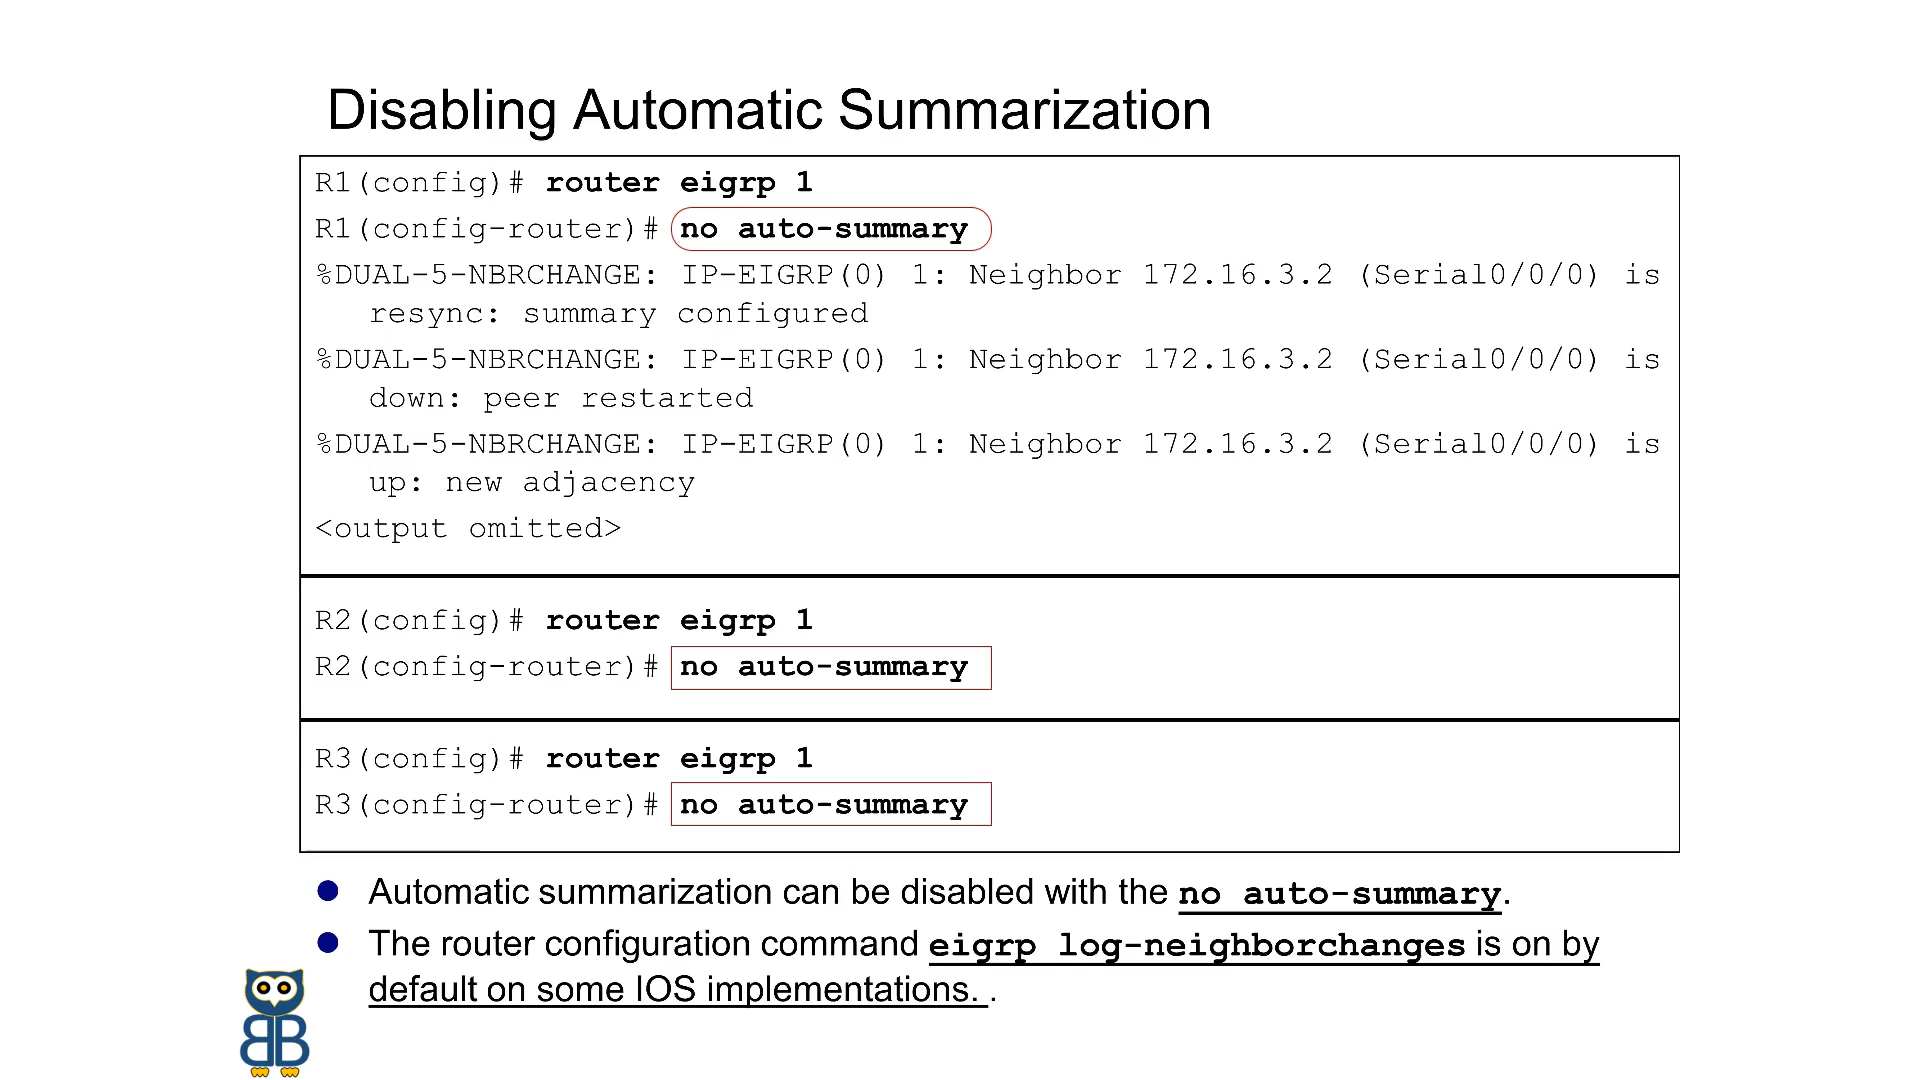 Disabling Automatic Summarization
R1(config)# router eigrp 1
R1(config-router)# no auto-summary
%DUAL-5-NBRCHANGE: IP-EIGRP(0) 1: Neighbor 172.16.3.2 (Serial0/0/0) is
resync: summary configured
%DUAL-5-NBRCHANGE: IP-EIGRP(0) 1: Neighbor 172.16.3.2 (Serial0/0/0) is
down: peer restarted
%DUAL-5-NBRCHANGE: IP-EIGRP(0) 1: Neighbor 172.16.3.2 (Serial0/0/0) is
up: new adjacency
<output omitted>
R2(config)# router eigrp 1
R2(config-router)# no auto-summary
R3(config)# router eigrp 1
R3(config-router)# no auto-summary
● Automatic summarization can be disabled with the no auto-summary.
● The router configuration command eigrp log-neighborchanges is on by
default on some IOS implementations. .
BB